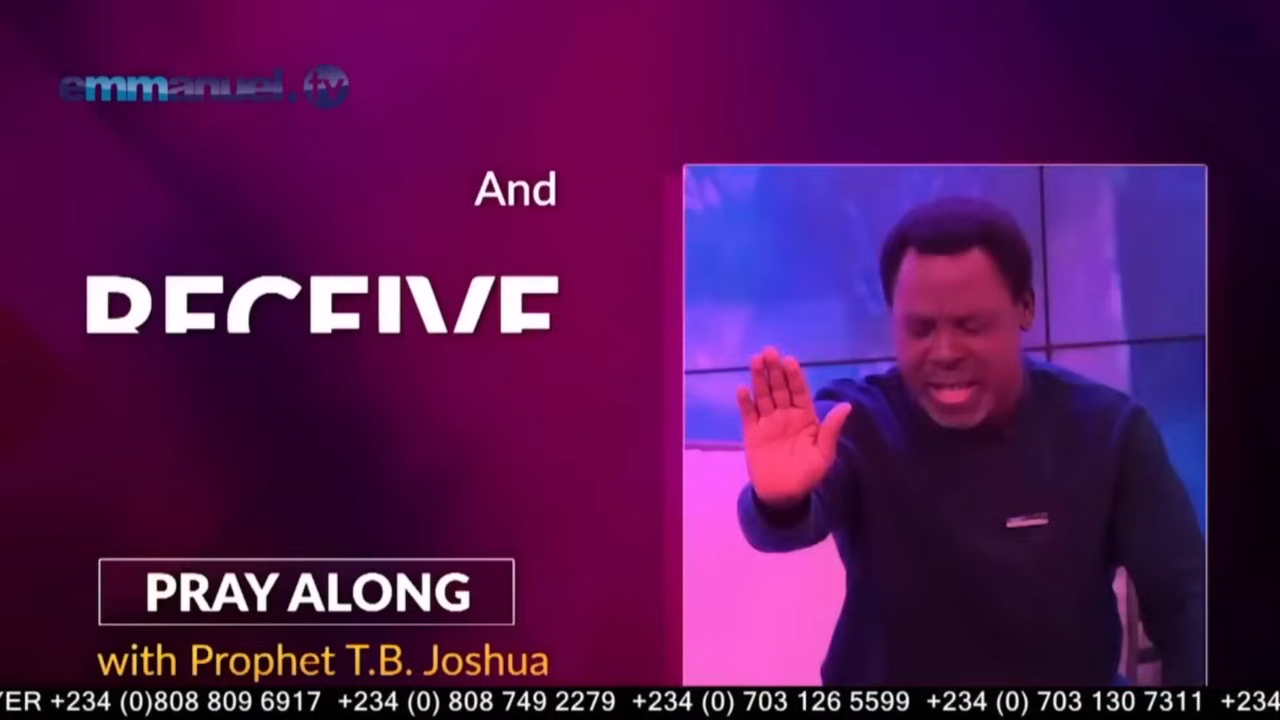 emmanuel.tv
And
RECEIVE
PRAY ALONG
with Prophet T.B. Joshua
YER +234 (0)808 809 6917 +234 (0) 808 749 2279 +234 (0) 703 126 5599 +234 (0) 703 130 7311 +234